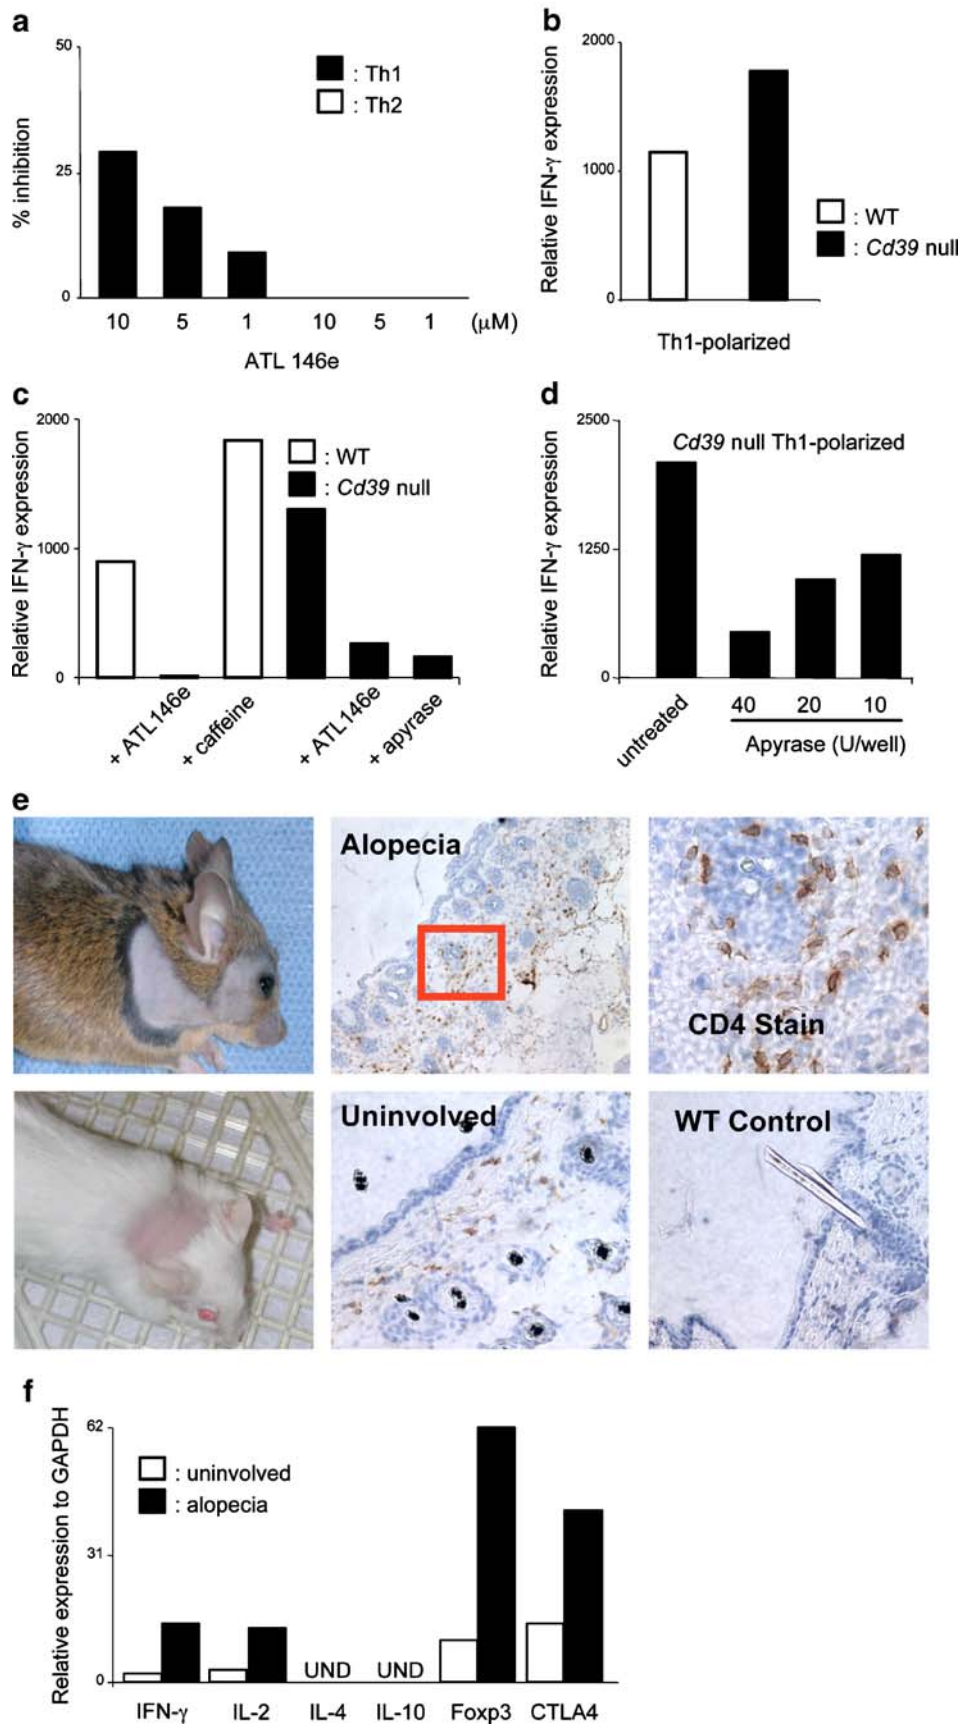 a
50
25
0
% inhibition
: Th1
: Th2
10 5 1 10 5 1 (μM)
ATL 146e
b
2000
1000
0
Relative IFN-γ expression
: WT
: Cd39 null
Th1-polarized
c
2000
1000
0
Relative IFN-γ expression
: WT
: Cd39 null
+ ATL146e
+ caffeine
+ ATL146e
+ apyrase
d
2500
1250
0
Relative IFN-γ expression
Cd39 null Th1-polarized
untreated
40 20 10
Apyrase (U/well)
e
Alopecia
CD4 Stain
Uninvolved
WT Control
f
62
31
0
Relative expression to GAPDH
: uninvolved
: alopecia
UND UND
IFN-γ IL-2 IL-4 IL-10 Foxp3 CTLA4